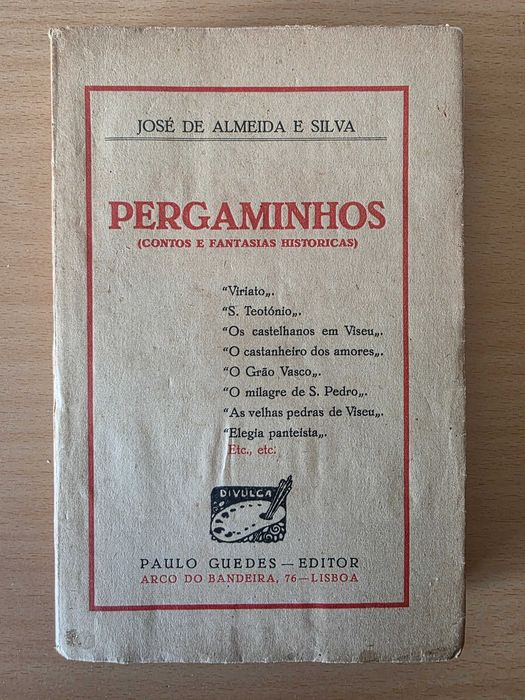 JOSÉ DE ALMEIDA E SILVA
PERGAMINHOS
(CONTOS E FANTASIAS HISTORICAS)
"Viriato„.
"S. Teotónio„.
"Os castelhanos em Viseu„.
"O castanheiro dos amores„.
"O Grão Vasco„.
"O milagre de S. Pedro„.
"As velhas pedras de Viseu„.
"Elegia panteista„.
Etc., etc.
DIVULGA
PAULO GUEDES — EDITOR
ARCO DO BANDEIRA, 76 — LISBOA